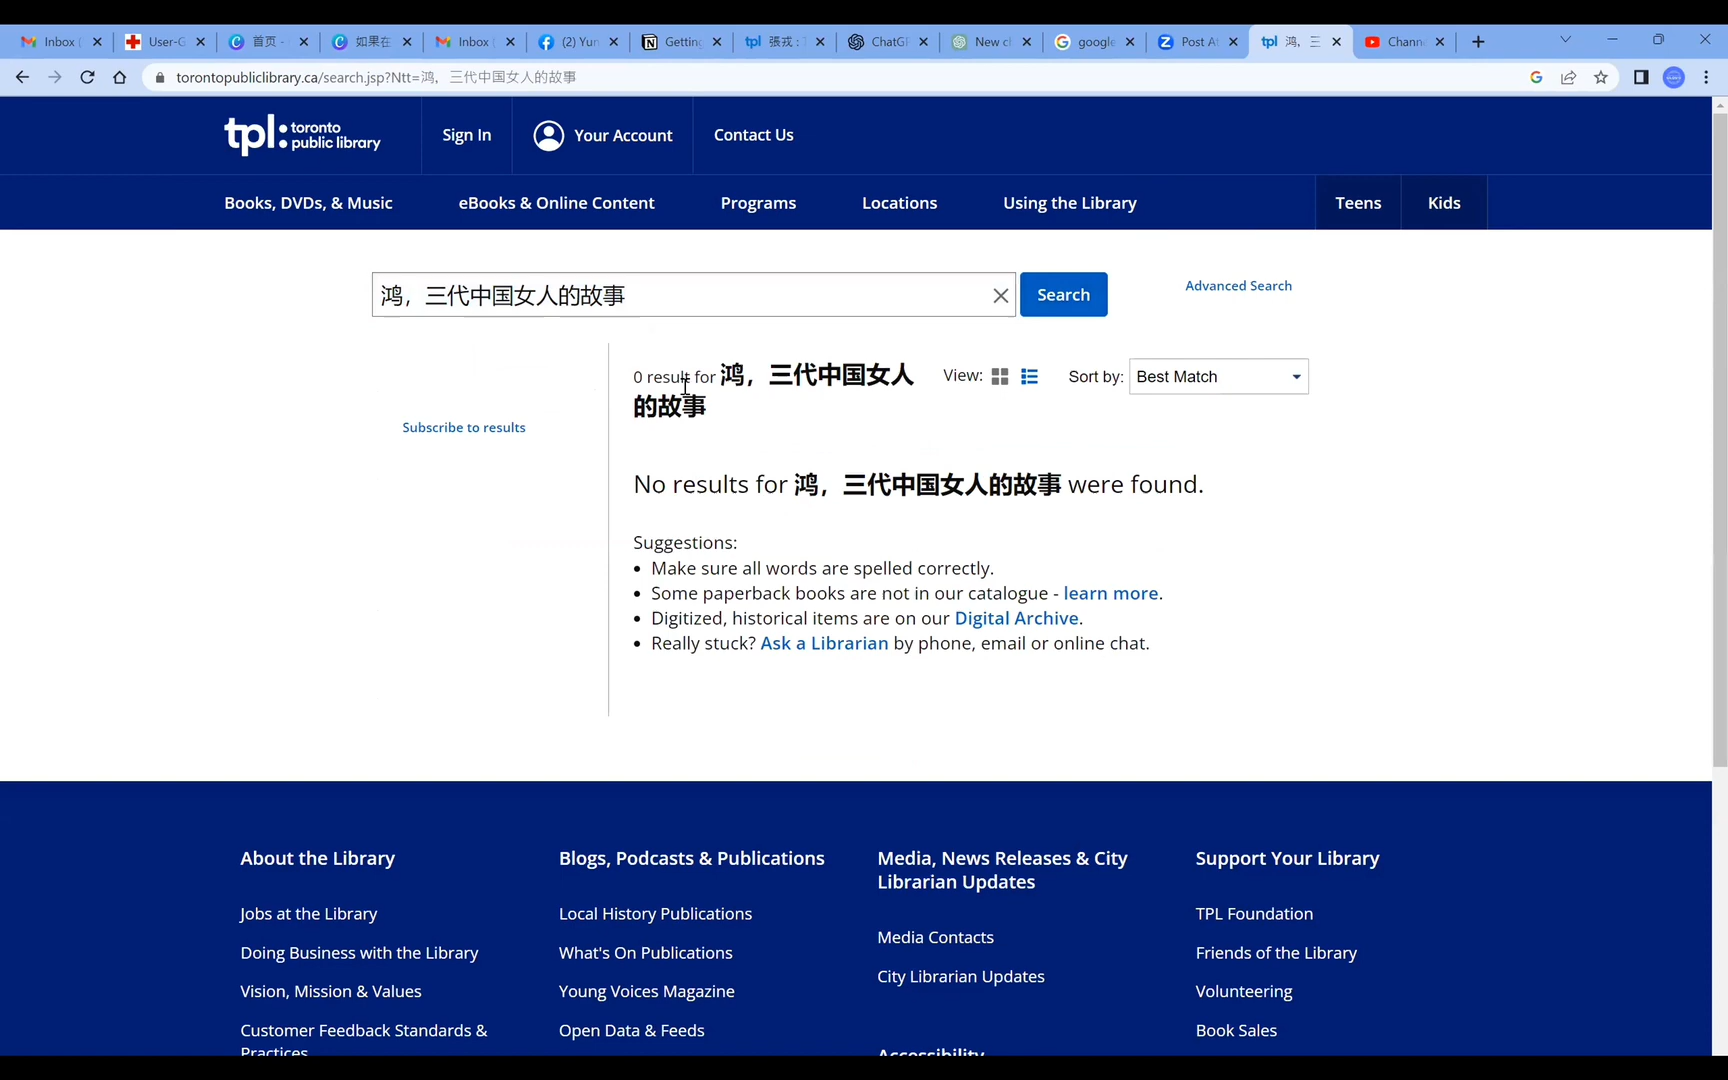 Inbox (
User-G
首页 -
如果在
Inbox (
(2) Yun
Getting
張戎 : T
ChatGP
New ch
google
Post At
鸿, 三
Chann
torontopubliclibrary.ca/search.jsp?Ntt=鸿, 三代中国女人的故事
tpl: toronto public library
Sign In
Your Account
Contact Us
Books, DVDs, & Music
eBooks & Online Content
Programs
Locations
Using the Library
Teens
Kids
鸿，三代中国女人的故事
Search
Advanced Search
0 result for 鸿，三代中国女人
的故事
View:
Sort by:
Best Match
Subscribe to results
No results for 鸿，三代中国女人的故事 were found.
Suggestions:
• Make sure all words are spelled correctly.
• Some paperback books are not in our catalogue - learn more.
• Digitized, historical items are on our Digital Archive.
• Really stuck? Ask a Librarian by phone, email or online chat.
About the Library
Jobs at the Library
Doing Business with the Library
Vision, Mission & Values
Customer Feedback Standards &
Practices
Blogs, Podcasts & Publications
Local History Publications
What's On Publications
Young Voices Magazine
Open Data & Feeds
Media, News Releases & City
Librarian Updates
Media Contacts
City Librarian Updates
Accessibility
Support Your Library
TPL Foundation
Friends of the Library
Volunteering
Book Sales